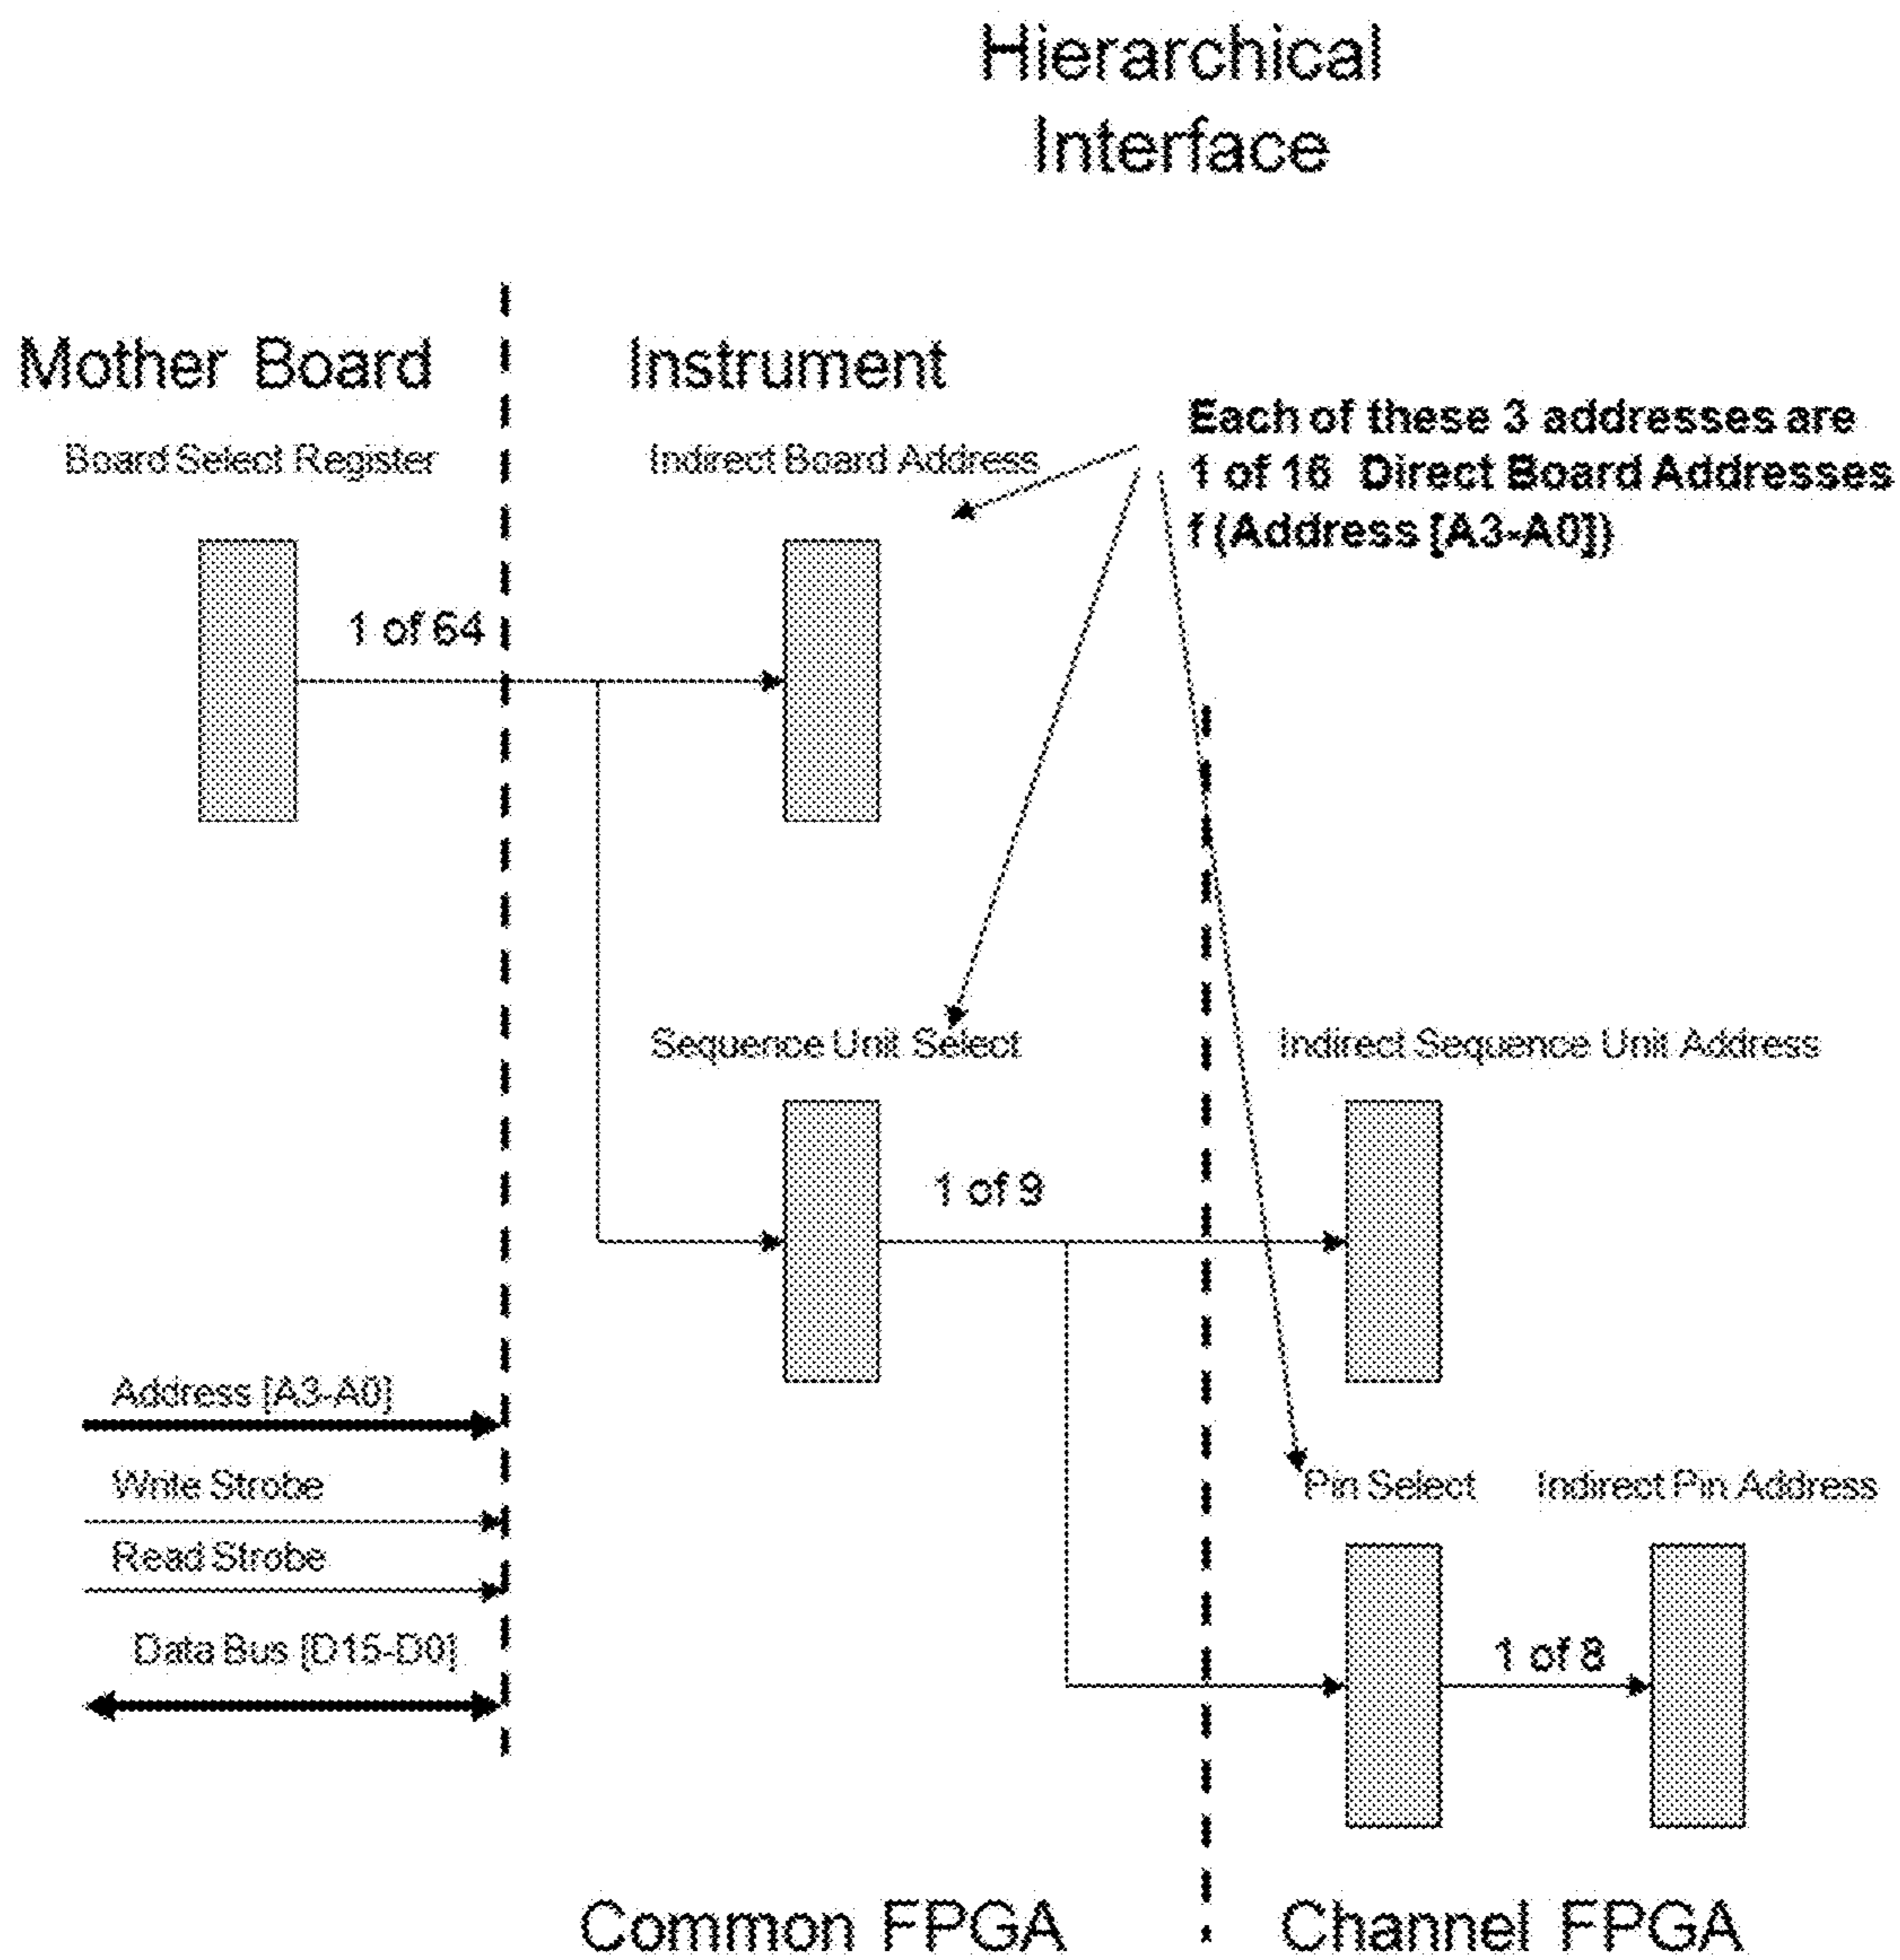 Hierarchical
Interface
Mother Board
Instrument
Board Select Register
Indirect Board Address
Each of these 3 addresses are
1 of 16 Direct Board Addresses
f (Address [A3-A0])
1 of 64
Sequence Unit Select
Indirect Sequence Unit Address
1 of 9
Address [A3-A0]
Write Strobe
Read Strobe
Data Bus [D15-D0]
Pin Select
Indirect Pin Address
1 of 8
Common FPGA
Channel FPGA